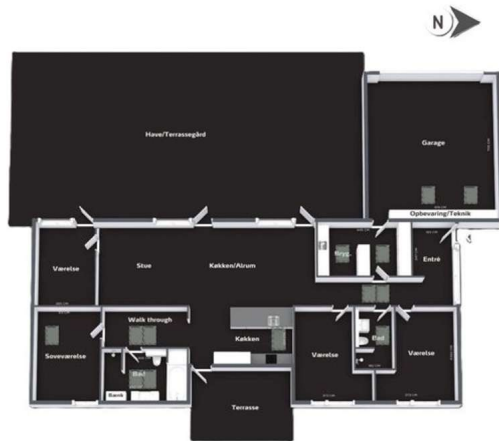 N
Have/Terrassegård
Garage
Opbevaring/Teknik
Værelse
Stue
Køkken/Alrum
Bryg.
Entré
Walk through
Køkken
Soveværelse
Bad
Værelse
Bad
Værelse
Bænk
Terrasse